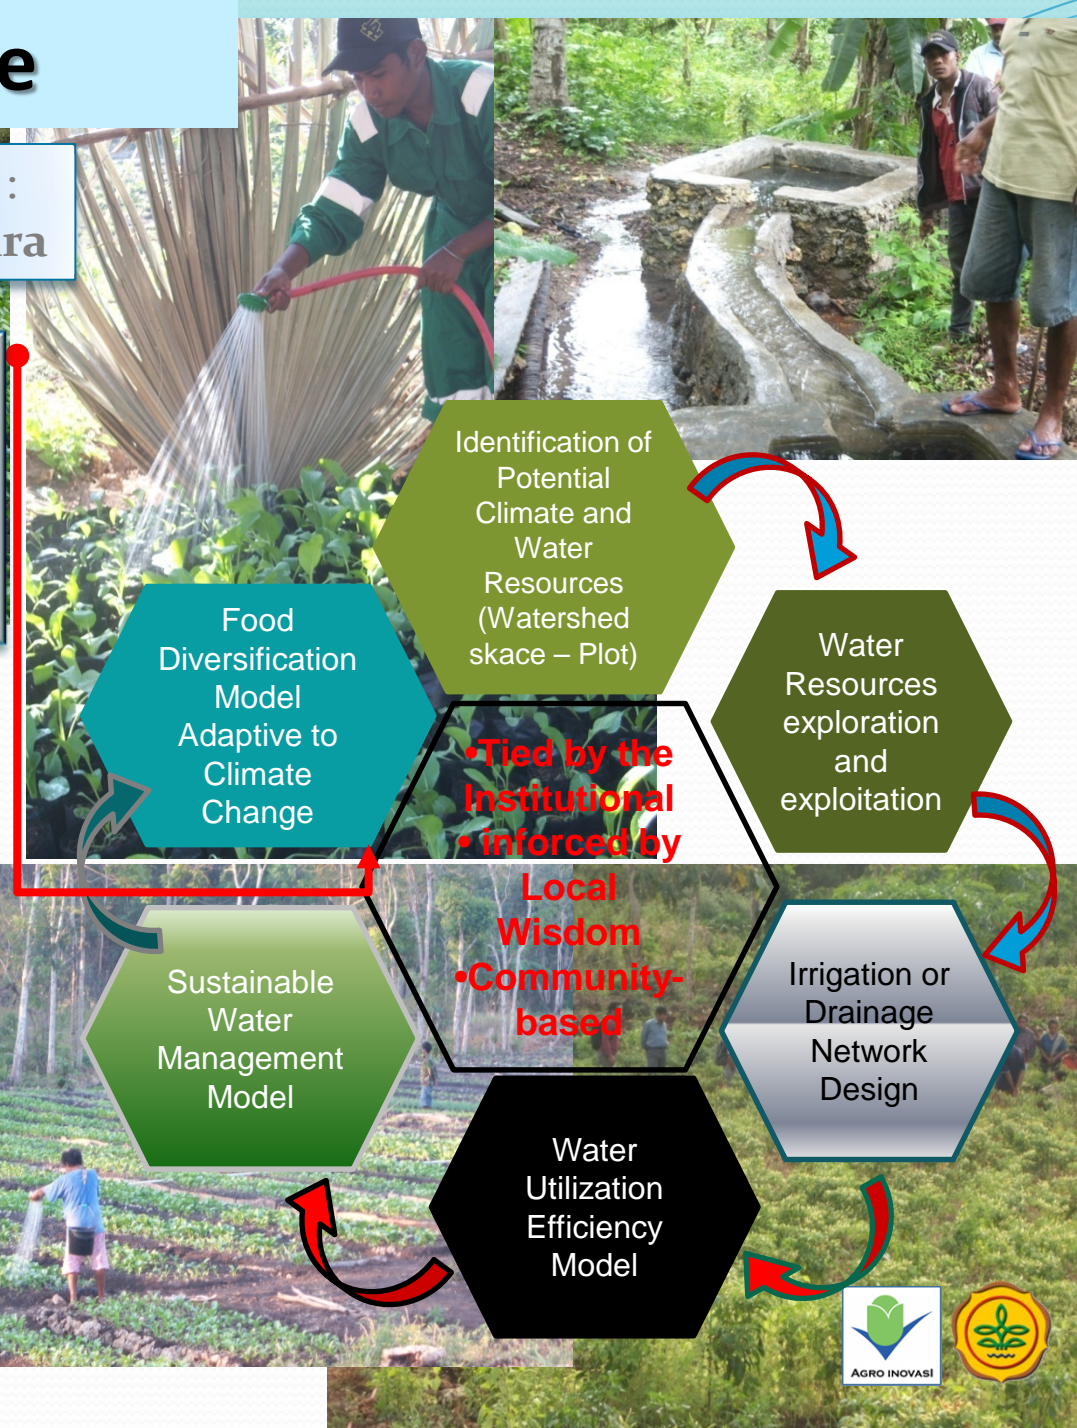 e
:
ra
Identification of
Potential
Climate and
Water
Resources
(Watershed
skace – Plot)
Food
Diversification
Model
Adaptive to
Climate
Change
Water
Resources
exploration
and
exploitation
•Tied by the
Institutional
• inforced by
Local
Wisdom
•Community-
based
Sustainable
Water
Management
Model
Irrigation or
Drainage
Network
Design
Water
Utilization
Efficiency
Model
AGRO INOVASI